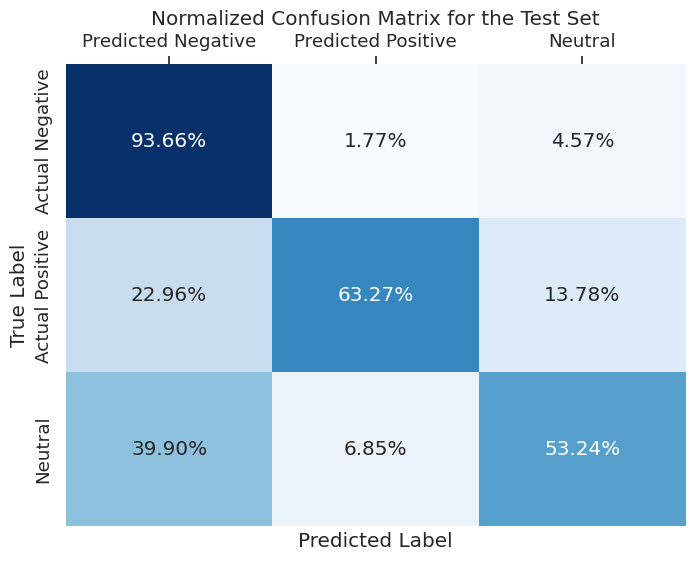 Normalized Confusion Matrix for the Test Set
Predicted Negative Predicted Positive Neutral
Actual Negative
93.66% 1.77% 4.57%
True Label
Actual Positive
22.96% 63.27% 13.78%
Neutral
39.90% 6.85% 53.24%
Predicted Label